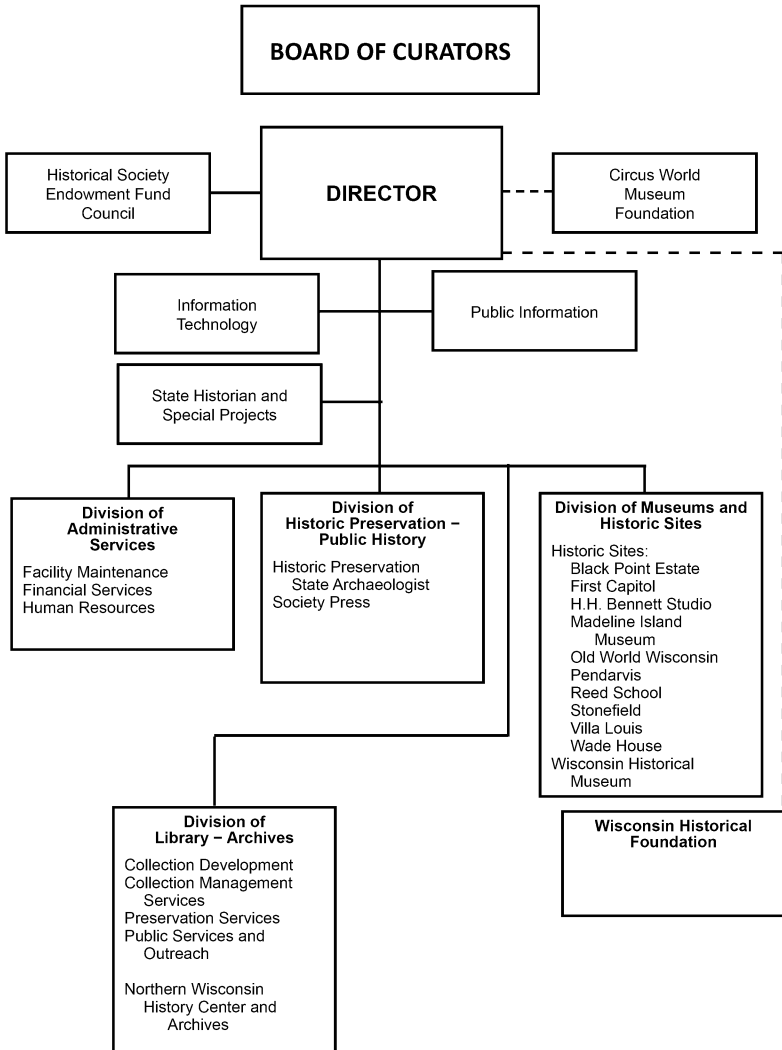 BOARD OF CURATORS
Historical Society
Endowment Fund
Council
DIRECTOR
Circus World
Museum
Foundation
Information
Technology
Public Information
State Historian and
Special Projects
Division of
Administrative
Services
Facility Maintenance
Financial Services
Human Resources
Division of
Historic Preservation −
Public History
Historic Preservation
State Archaeologist
Society Press
Division of Museums and
Historic Sites
Historic Sites:
Black Point Estate
First Capitol
H.H. Bennett Studio
Madeline Island
Museum
Old World Wisconsin
Pendarvis
Reed School
Stonefield
Villa Louis
Wade House
Wisconsin Historical
Museum
Division of
Library − Archives
Collection Development
Collection Management
Services
Preservation Services
Public Services and
Outreach
Northern Wisconsin
History Center and
Archives
Wisconsin Historical
Foundation